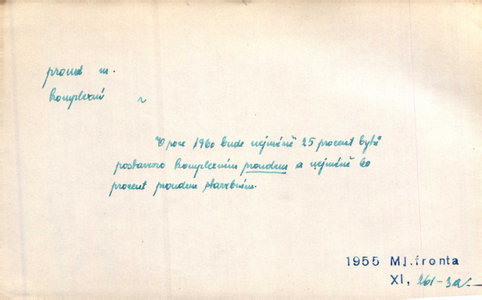 proud m.
komplexní ~
V roce 1960 bude nejméně 25 procent bytů
postaveno komplexním proudem a nejméně 60
procent proudem stavebním.
1955 Ml.fronta
XI,